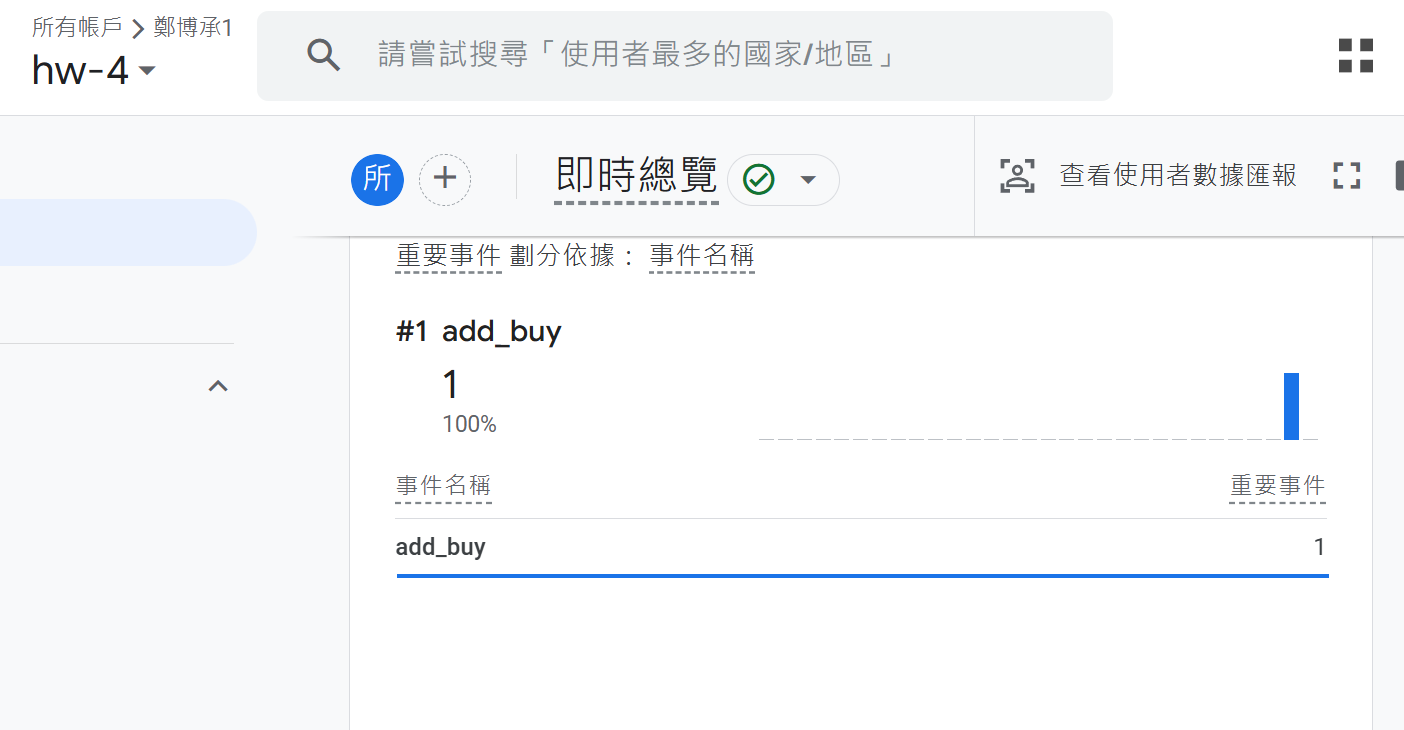 所有帳戶 > 鄭博承1
hw-4
請嘗試搜尋「使用者最多的國家/地區」
所
即時總覽
查看使用者數據匯報
重要事件 劃分依據： 事件名稱
#1 add_buy
1
100%
事件名稱 重要事件
add_buy 1